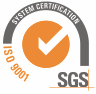 SYSTEM CERTIFICATION
ISO 9001
SGS